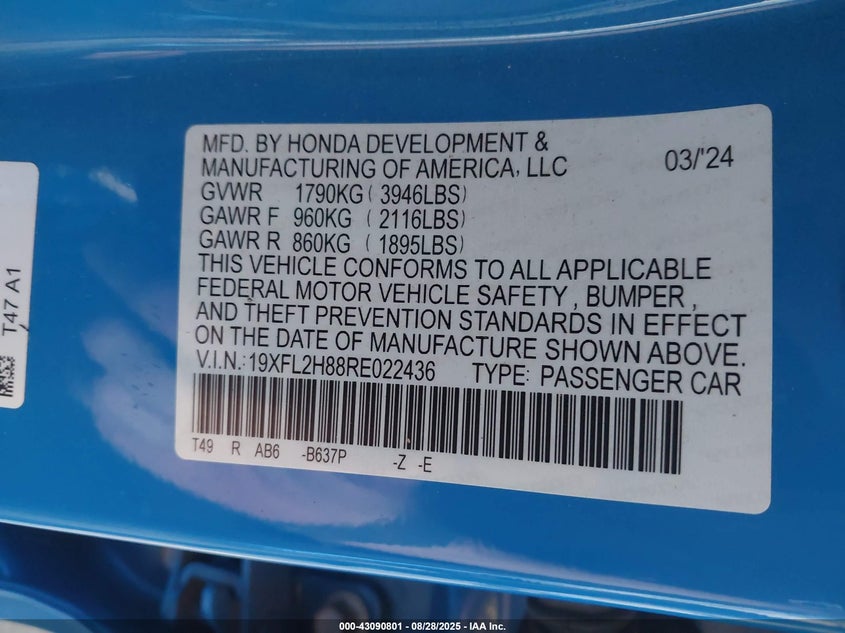 MFD. BY HONDA DEVELOPMENT &
MANUFACTURING OF AMERICA, LLC 03/'24
GVWR 1790KG ( 3946LBS)
GAWR F 960KG ( 2116LBS)
GAWR R 860KG ( 1895LBS)
THIS VEHICLE CONFORMS TO ALL APPLICABLE
FEDERAL MOTOR VEHICLE SAFETY , BUMPER ,
AND THEFT PREVENTION STANDARDS IN EFFECT
ON THE DATE OF MANUFACTURE SHOWN ABOVE.
V.I.N.: 19XFL2H88RE022436 TYPE: PASSENGER CAR
T49 R AB6 -B637P -Z -E
T47 A1
000-43090801 - 08/28/2025 - IAA Inc.